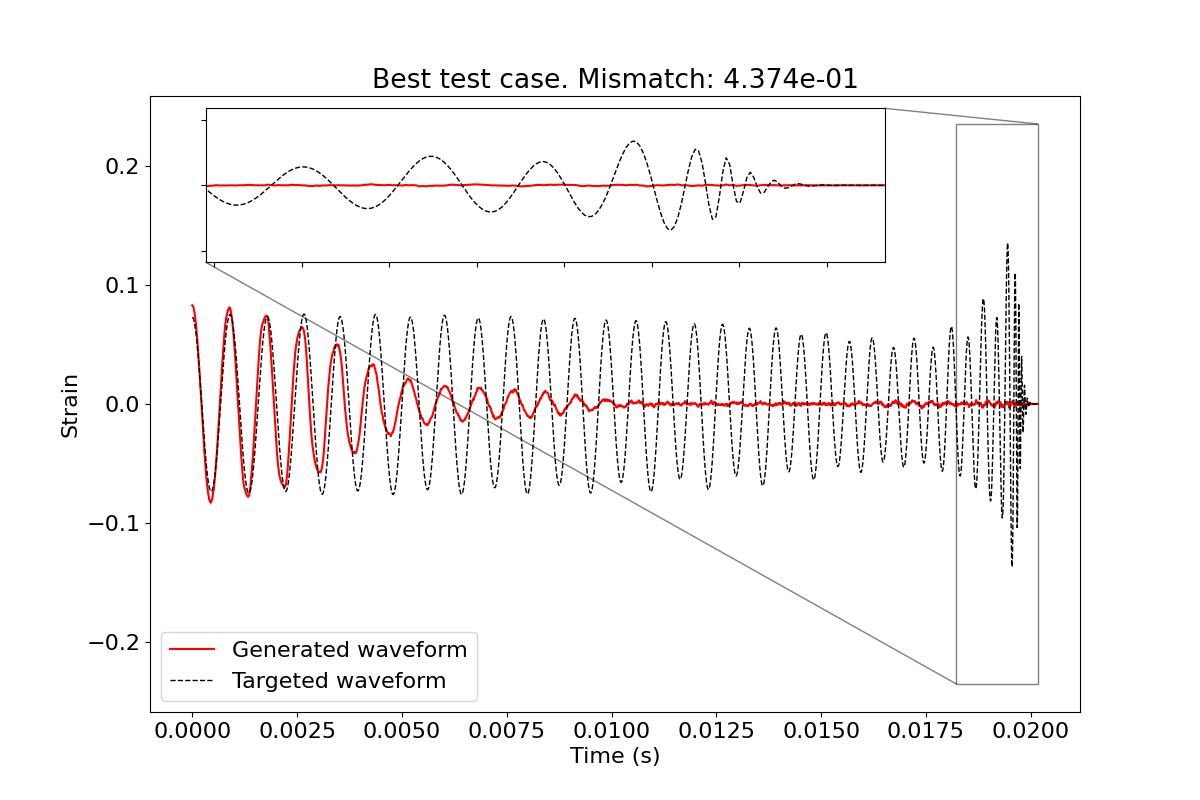 Best test case. Mismatch: 4.374e-01
0.2
0.1
0.0
−0.1
−0.2
Strain
Generated waveform
Targeted waveform
0.0000 0.0025 0.0050 0.0075 0.0100 0.0125 0.0150 0.0175 0.0200
Time (s)